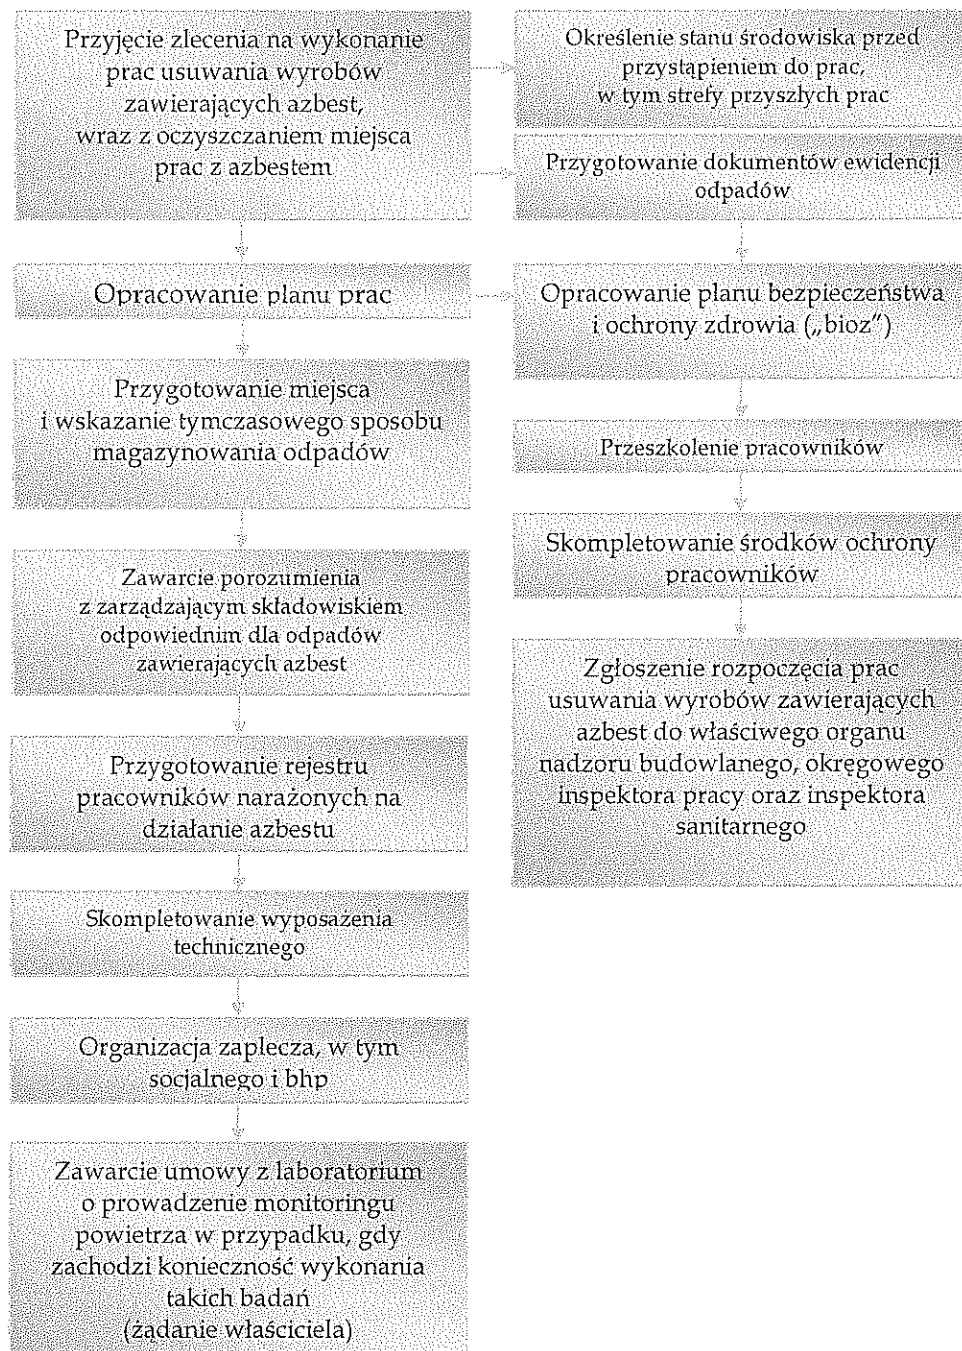 Przyjęcie zlecenia na wykonanie
prac usuwania wyrobów
zawierających azbest,
wraz z oczyszczaniem miejsca
prac z azbestem
Określenie stanu środowiska przed
przystąpieniem do prac,
w tym strefy przyszłych prac
Przygotowanie dokumentów ewidencji
odpadów
Opracowanie planu prac
Opracowanie planu bezpieczeństwa
i ochrony zdrowia („bioz”)
Przygotowanie miejsca
i wskazanie tymczasowego sposobu
magazynowania odpadów
Przeszkolenie pracowników
Zawarcie porozumienia
z zarządzającym składowiskiem
odpowiednim dla odpadów
zawierających azbest
Skompletowanie środków ochrony
pracowników
Przygotowanie rejestru
pracowników narażonych na
działanie azbestu
Zgłoszenie rozpoczęcia prac
usuwania wyrobów zawierających
azbest do właściwego organu
nadzoru budowlanego, okręgowego
inspektora pracy oraz inspektora
sanitarnego
Skompletowanie wyposażenia
technicznego
Organizacja zaplecza, w tym
socjalnego i bhp
Zawarcie umowy z laboratorium
o prowadzenie monitoringu
powietrza w przypadku, gdy
zachodzi konieczność wykonania
takich badań
(żądanie właściciela)